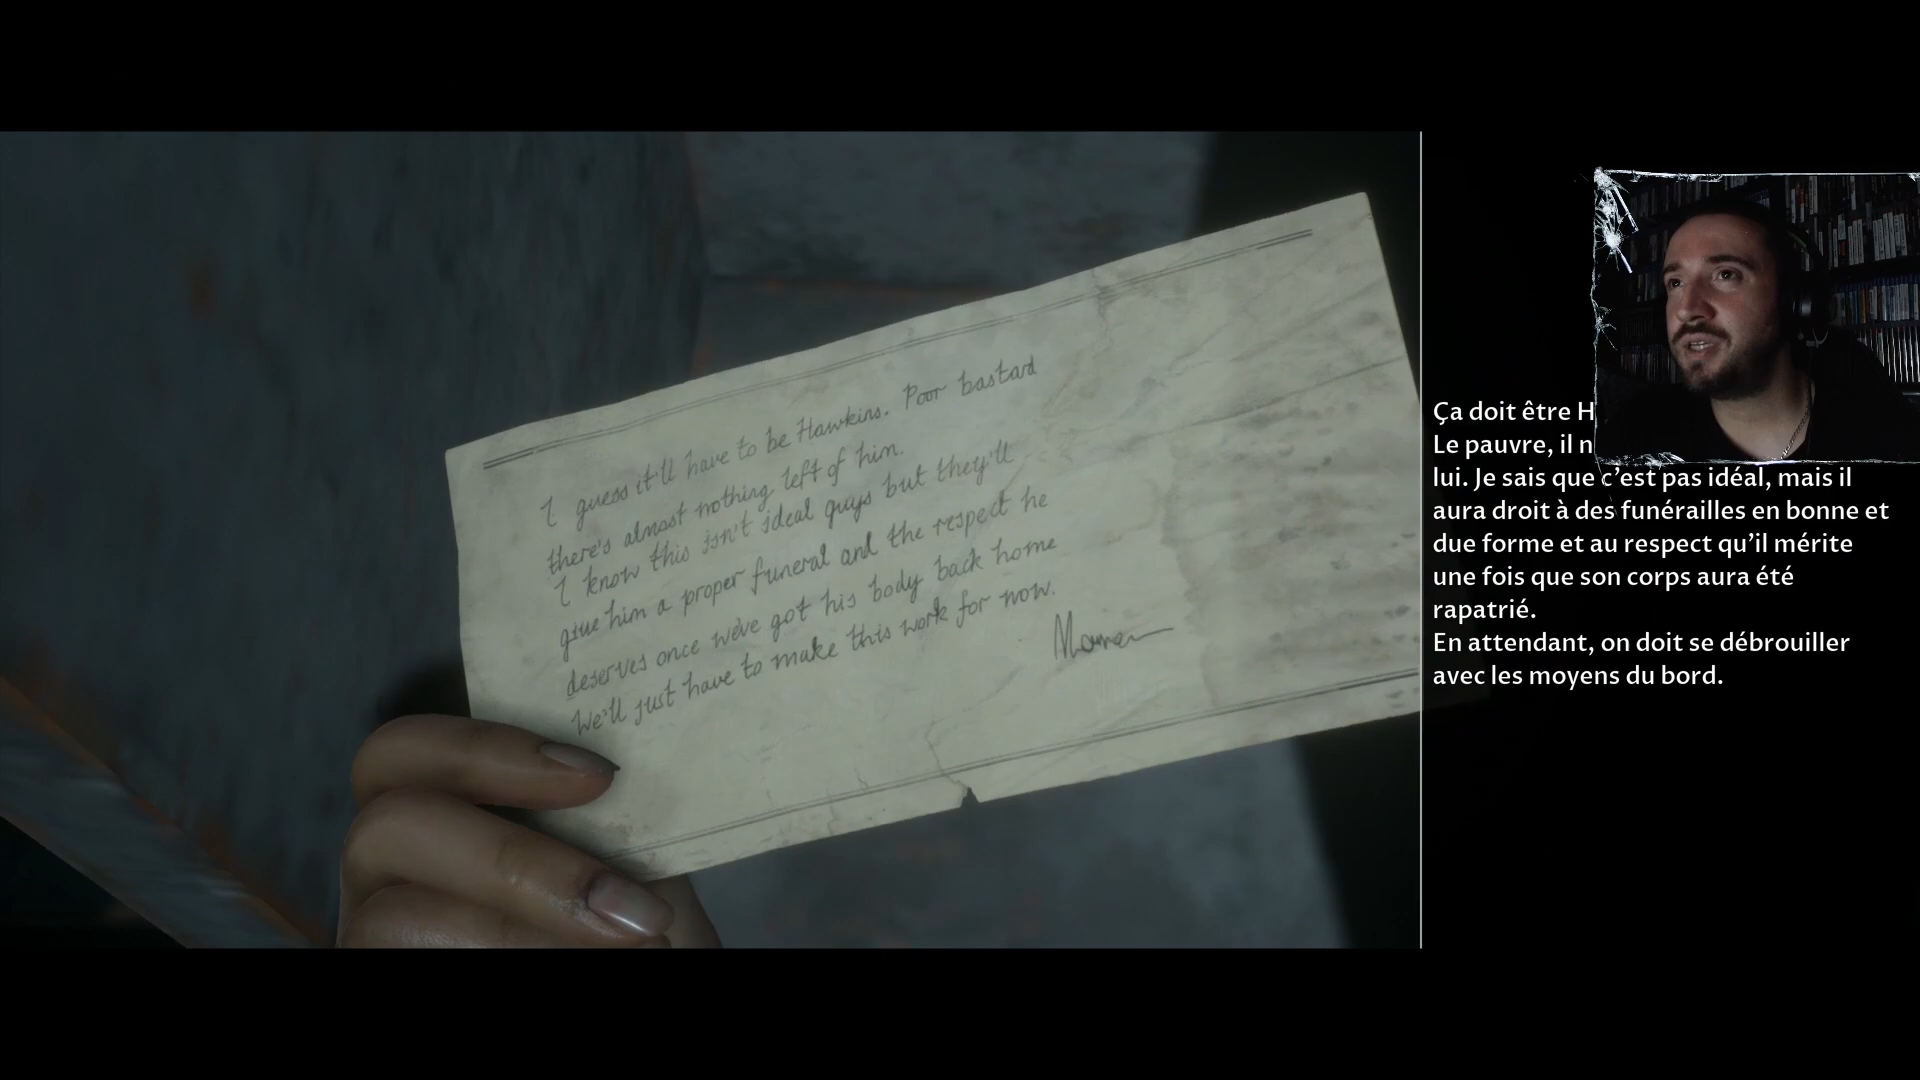 I guess it'll have to be Hawkins. Poor bastard
there's almost nothing left of him.
I know this isn't ideal guys but they'll
give him a proper funeral and the respect he
deserves once we've got his body back home
We'll just have to make this work for now.
Ça doit être H
Le pauvre, il n
lui. Je sais que c'est pas idéal, mais il
aura droit à des funérailles en bonne et
due forme et au respect qu'il mérite
une fois que son corps aura été
rapatrié.
En attendant, on doit se débrouiller
avec les moyens du bord.